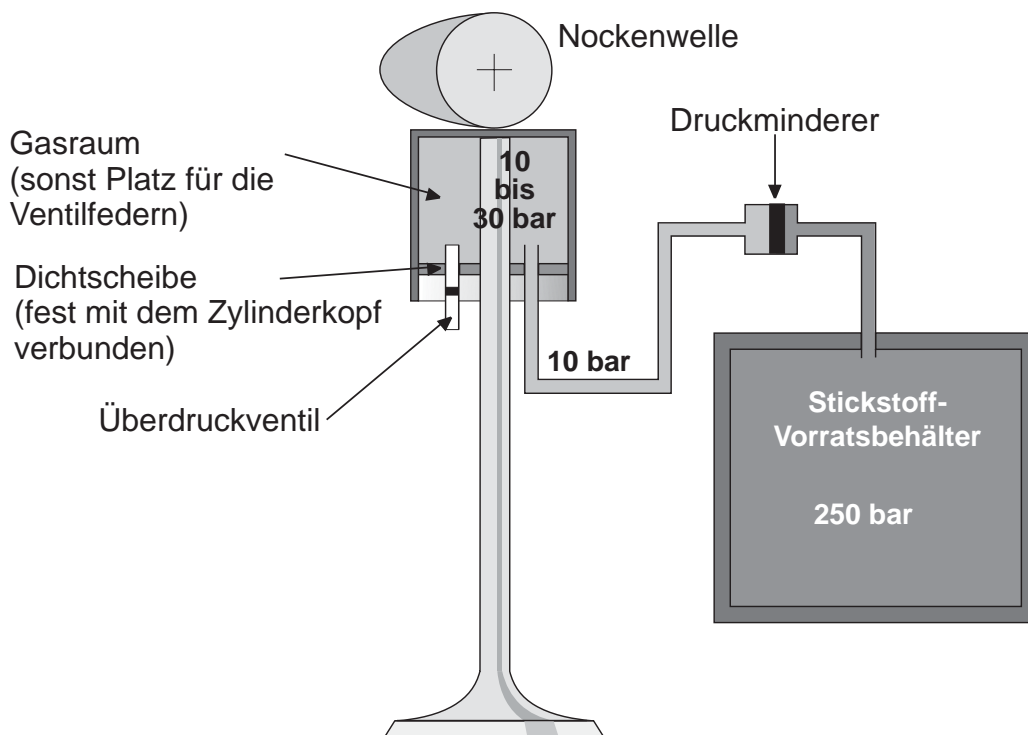 Nockenwelle
Druckminderer
Gasraum
(sonst Platz für die
Ventilfedern)
10
bis
30 bar
Dichtscheibe
(fest mit dem Zylinderkopf
verbunden)
10 bar
Überdruckventil
Stickstoff-
Vorratsbehälter
250 bar